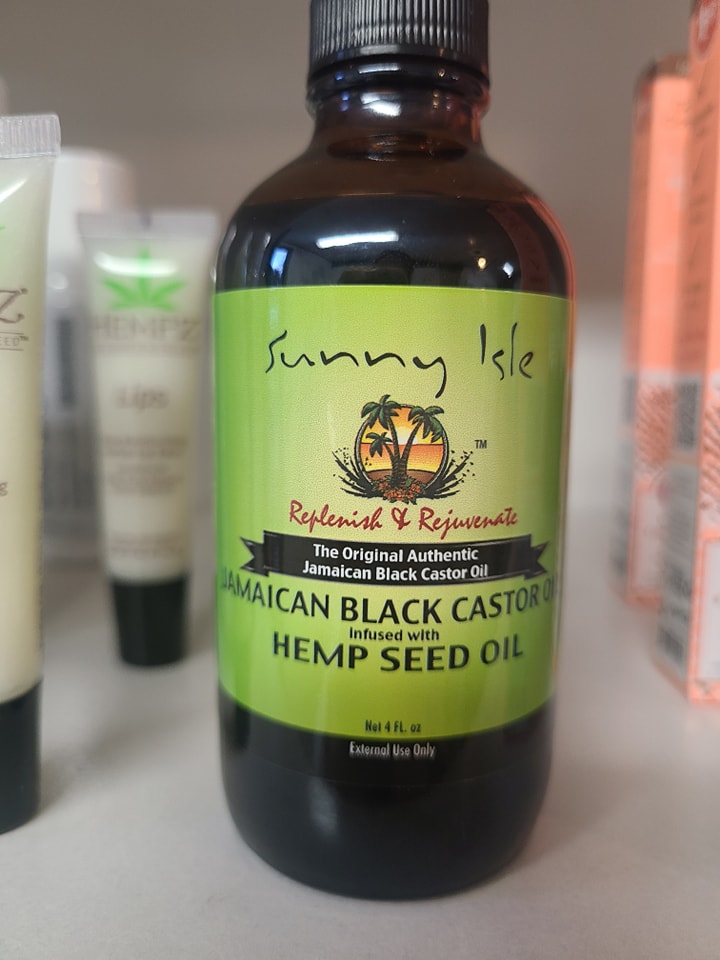 Sunny Isle
TM
Replenish & Rejuvenate
The Original Authentic
Jamaican Black Castor Oil
JAMAICAN BLACK CASTOR OIL
infused with
HEMP SEED OIL
Net 4 FL. oz
External Use Only
HEMPZ
Lips